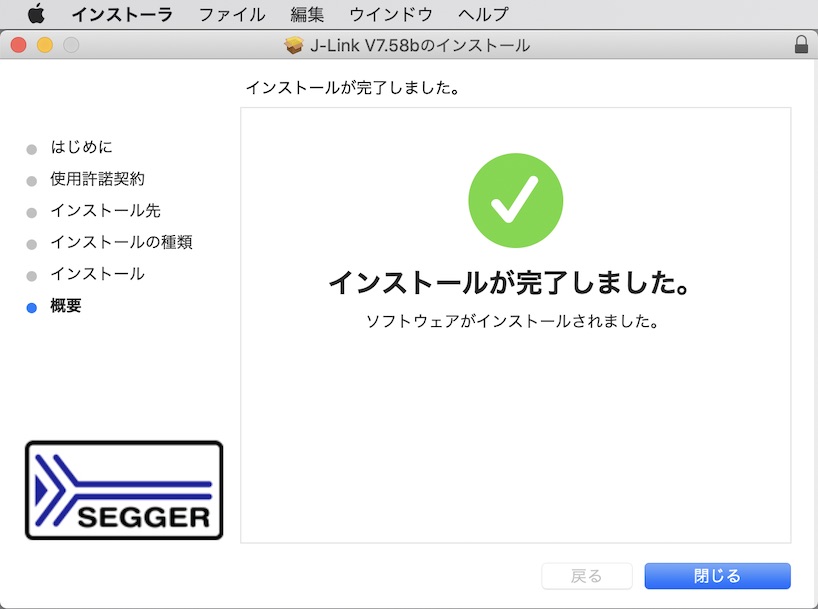 インストーラ ファイル 編集 ウインドウ ヘルプ
J-Link V7.58bのインストール
インストールが完了しました。
はじめに
使用許諾契約
インストール先
インストールの種類
インストール
概要
インストールが完了しました。
ソフトウェアがインストールされました。
SEGGER
戻る 閉じる